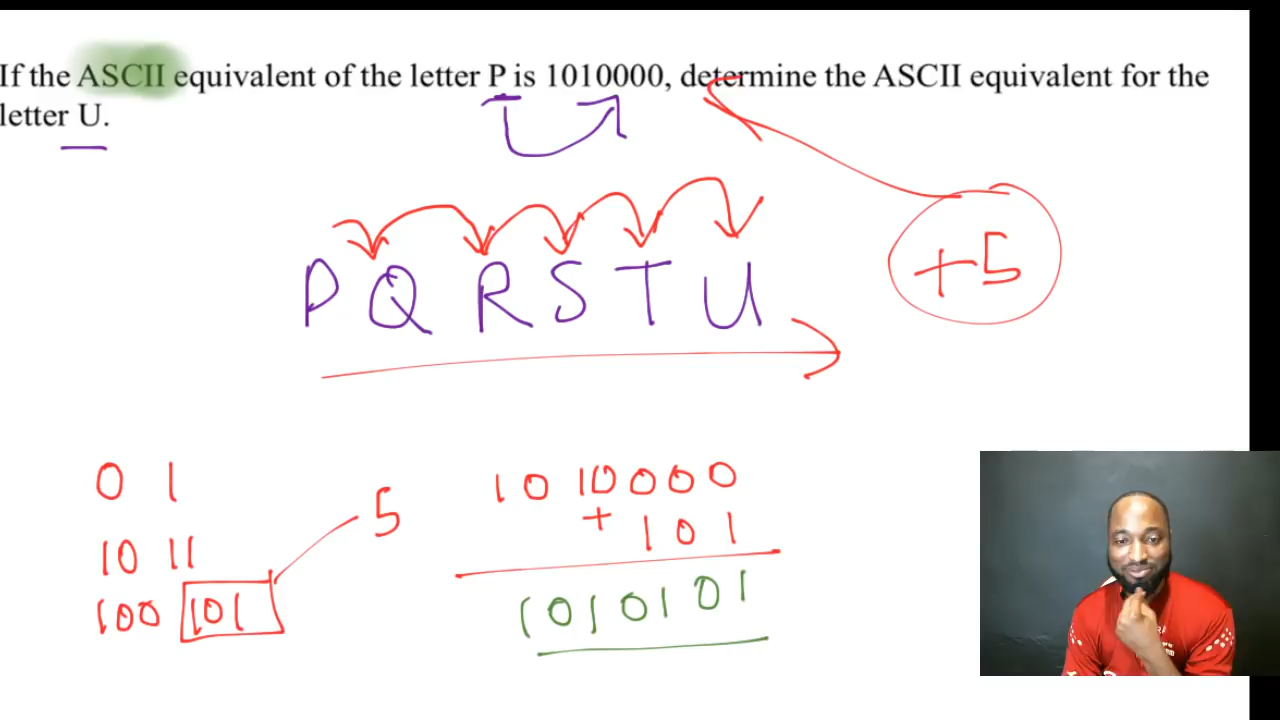 If the ASCII equivalent of the letter P is 1010000, determine the ASCII equivalent for the
letter U.
+5
P Q R S T U
0 1
10 11
100 101
5
1010000
+ 101
1010101